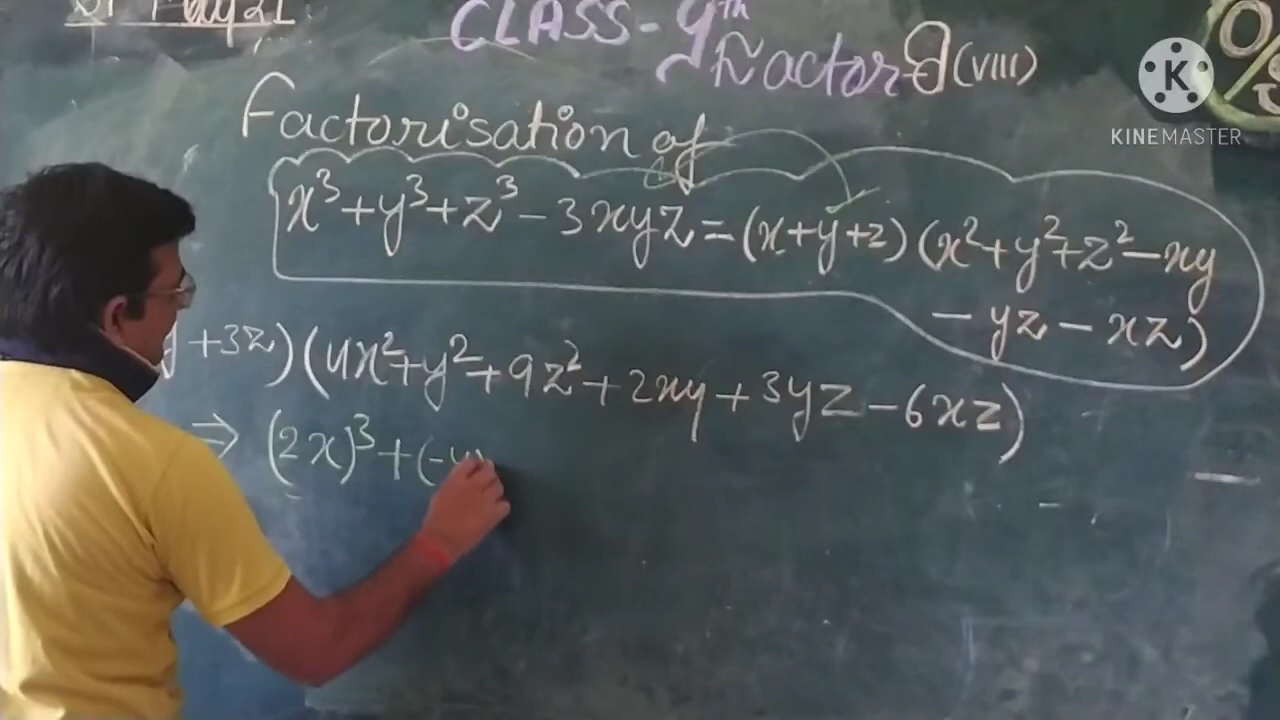 CLASS-9th
Factor (VIII)
KINEMASTER
Factorisation of
x³+y³+z³-3xyz=(x+y+z)(x²+y²+z²-xy
-yz-xz)
y+3z)(4x²+y²+9z²+2xy+3yz-6xz)
⇒ (2x)³+(-y)